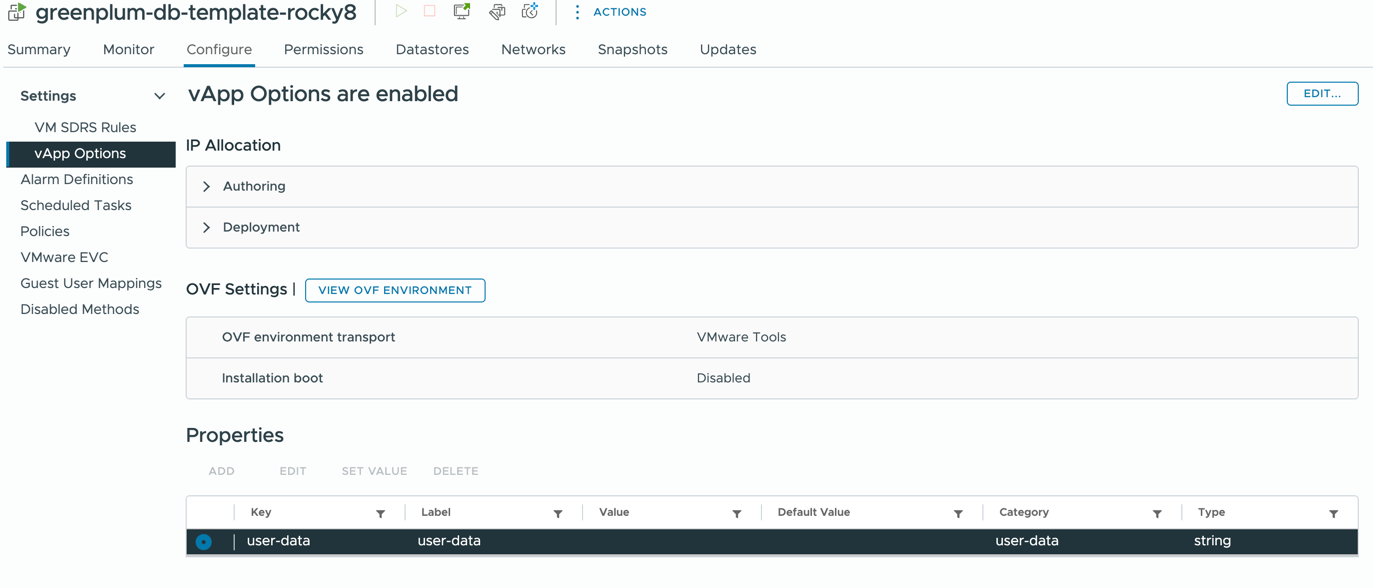 greenplum-db-template-rocky8
ACTIONS
Summary Monitor Configure Permissions Datastores Networks Snapshots Updates
Settings
VM SDRS Rules
vApp Options
Alarm Definitions
Scheduled Tasks
Policies
VMware EVC
Guest User Mappings
Disabled Methods
vApp Options are enabled
EDIT...
IP Allocation
Authoring
Deployment
OVF Settings | VIEW OVF ENVIRONMENT
OVF environment transport VMware Tools
Installation boot Disabled
Properties
ADD EDIT SET VALUE DELETE
Key Label Value Default Value Category Type
user-data user-data user-data string